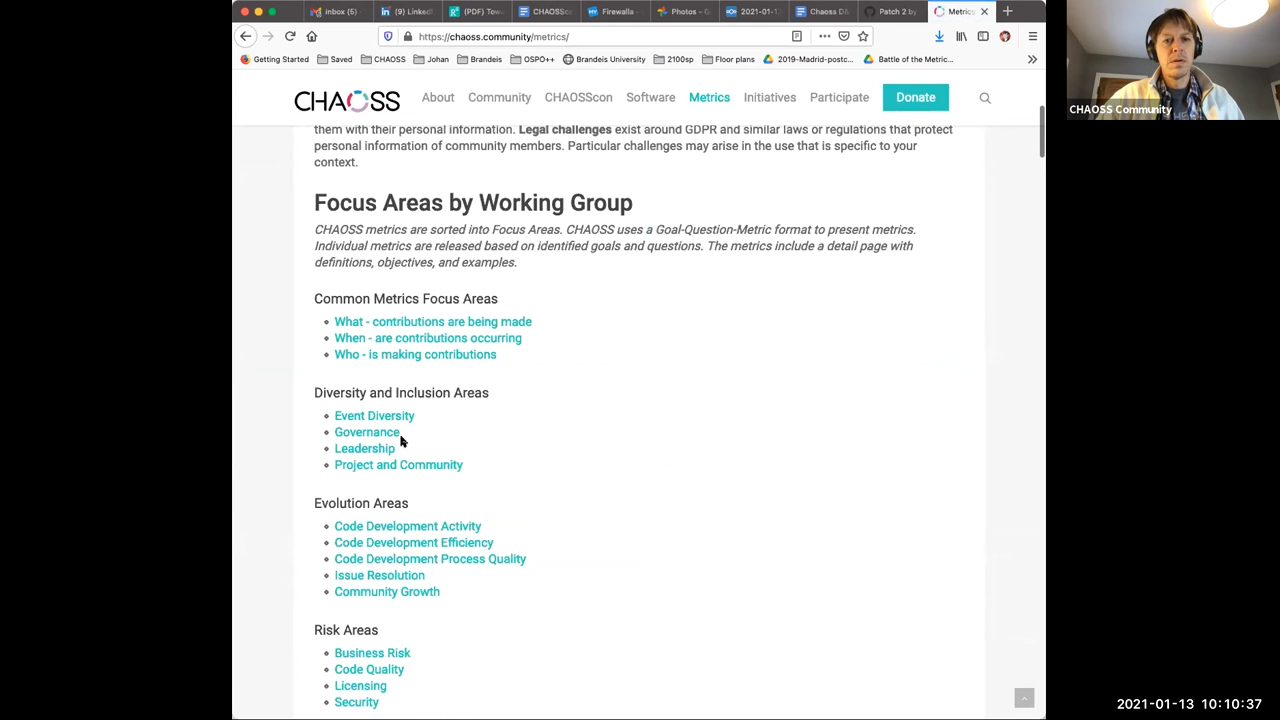 inbox (5)
(9) LinkedI
(PDF) Tow
CHAOSSco
Firewalla -
Photos - G
2021-01-1
Chaoss D&
Patch 2 by
Metrics
https://chaoss.community/metrics/
Getting Started
Saved
CHAOSS
Johan
Brandeis
OSPO++
Brandeis University
2100sp
Floor plans
2019-Madrid-postc...
Battle of the Metric...
CHAOSS
About
Community
CHAOSScon
Software
Metrics
Initiatives
Participate
Donate
them with their personal information. Legal challenges exist around GDPR and similar laws or regulations that protect
personal information of community members. Particular challenges may arise in the use that is specific to your
context.
Focus Areas by Working Group
CHAOSS metrics are sorted into Focus Areas. CHAOSS uses a Goal-Question-Metric format to present metrics.
Individual metrics are released based on identified goals and questions. The metrics include a detail page with
definitions, objectives, and examples.
Common Metrics Focus Areas
What - contributions are being made
When - are contributions occurring
Who - is making contributions
Diversity and Inclusion Areas
Event Diversity
Governance
Leadership
Project and Community
Evolution Areas
Code Development Activity
Code Development Efficiency
Code Development Process Quality
Issue Resolution
Community Growth
Risk Areas
Business Risk
Code Quality
Licensing
Security
CHAOSS Community
2021-01-13 10:10:37